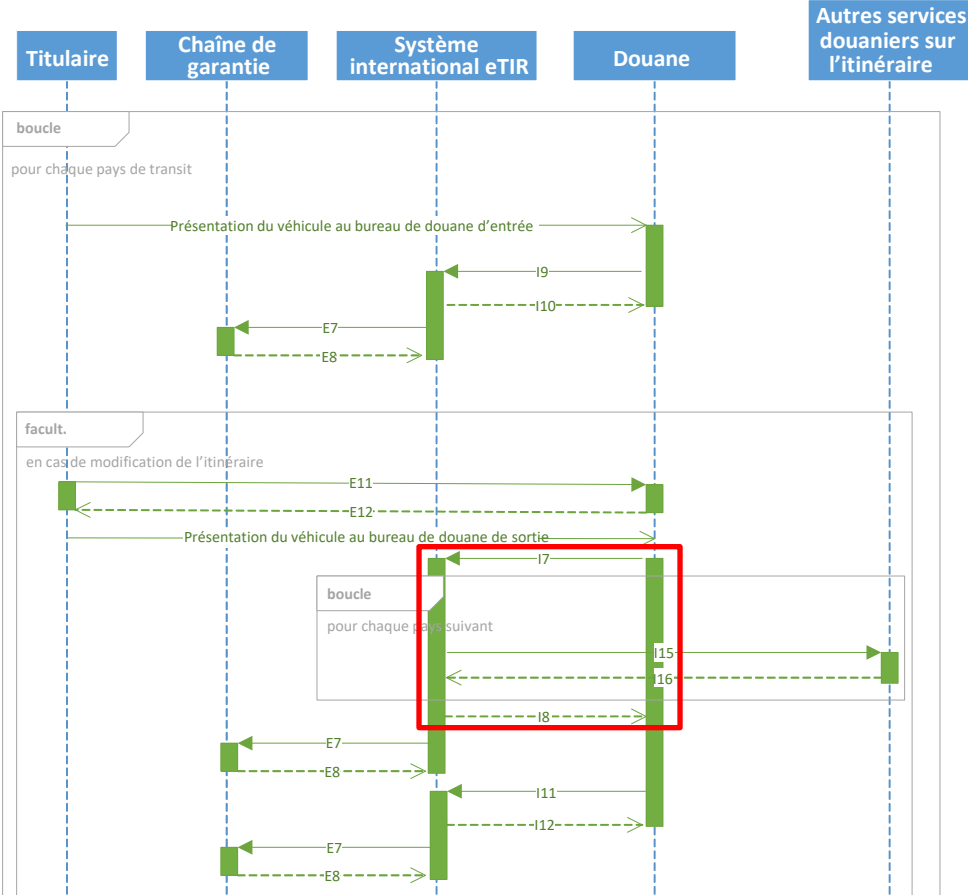 Titulaire
Chaîne de
garantie
Système
international eTIR
Douane
Autres services
douaniers sur
l'itinéraire
boucle
pour chaque pays de transit
Présentation du véhicule au bureau de douane d'entrée
I9
I10
E7
E8
facult.
en cas de modification de l'itinéraire
E11
E12
Présentation du véhicule au bureau de douane de sortie
I7
boucle
pour chaque pays suivant
I15
I16
I8
E7
E8
I11
I12
E7
E8